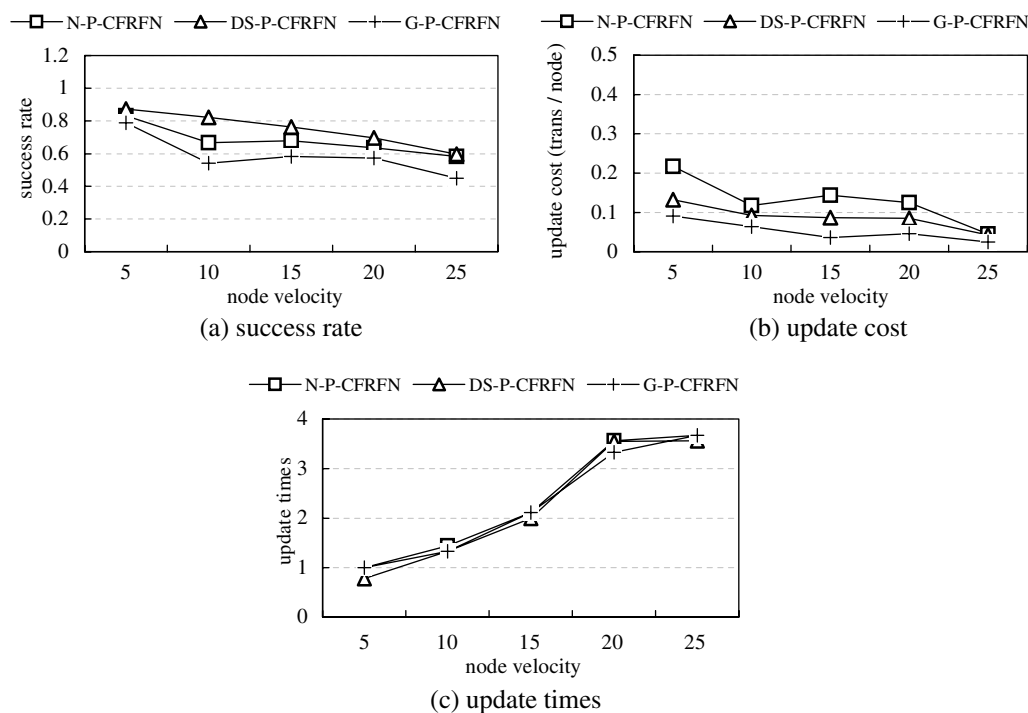 N-P-CFRFN DS-P-CFRFN G-P-CFRFN
1.2
1
0.8
0.6
0.4
0.2
0
success rate
5 10 15 20 25
node velocity
(a) success rate
N-P-CFRFN DS-P-CFRFN G-P-CFRFN
0.5
0.4
0.3
0.2
0.1
0
update cost (trans / node)
5 10 15 20 25
node velocity
(b) update cost
N-P-CFRFN DS-P-CFRFN G-P-CFRFN
4
3
2
1
0
update times
5 10 15 20 25
node velocity
(c) update times